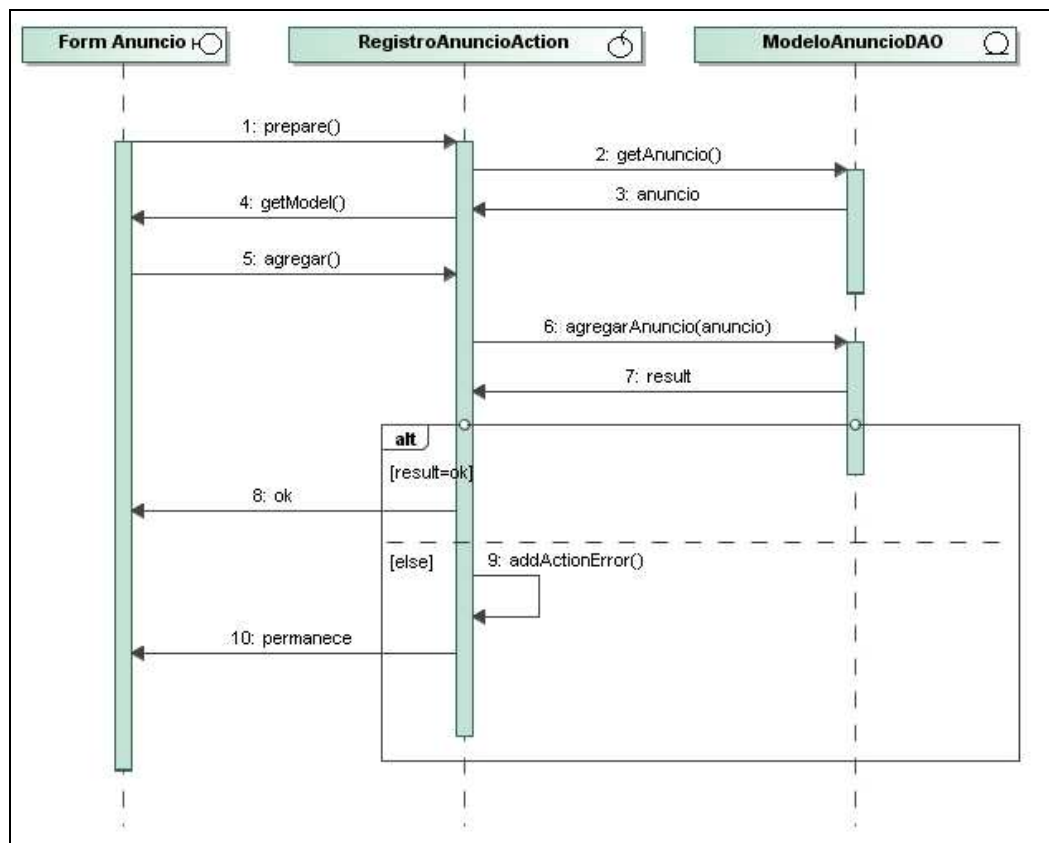 Form Anuncio
RegistroAnuncioAction
ModeloAnuncioDAO
1: prepare()
2: getAnuncio()
3: anuncio
4: getModel()
5: agregar()
6: agregarAnuncio(anuncio)
7: result
alt
[result=ok]
8: ok
[else]
9: addActionError()
10: permanece